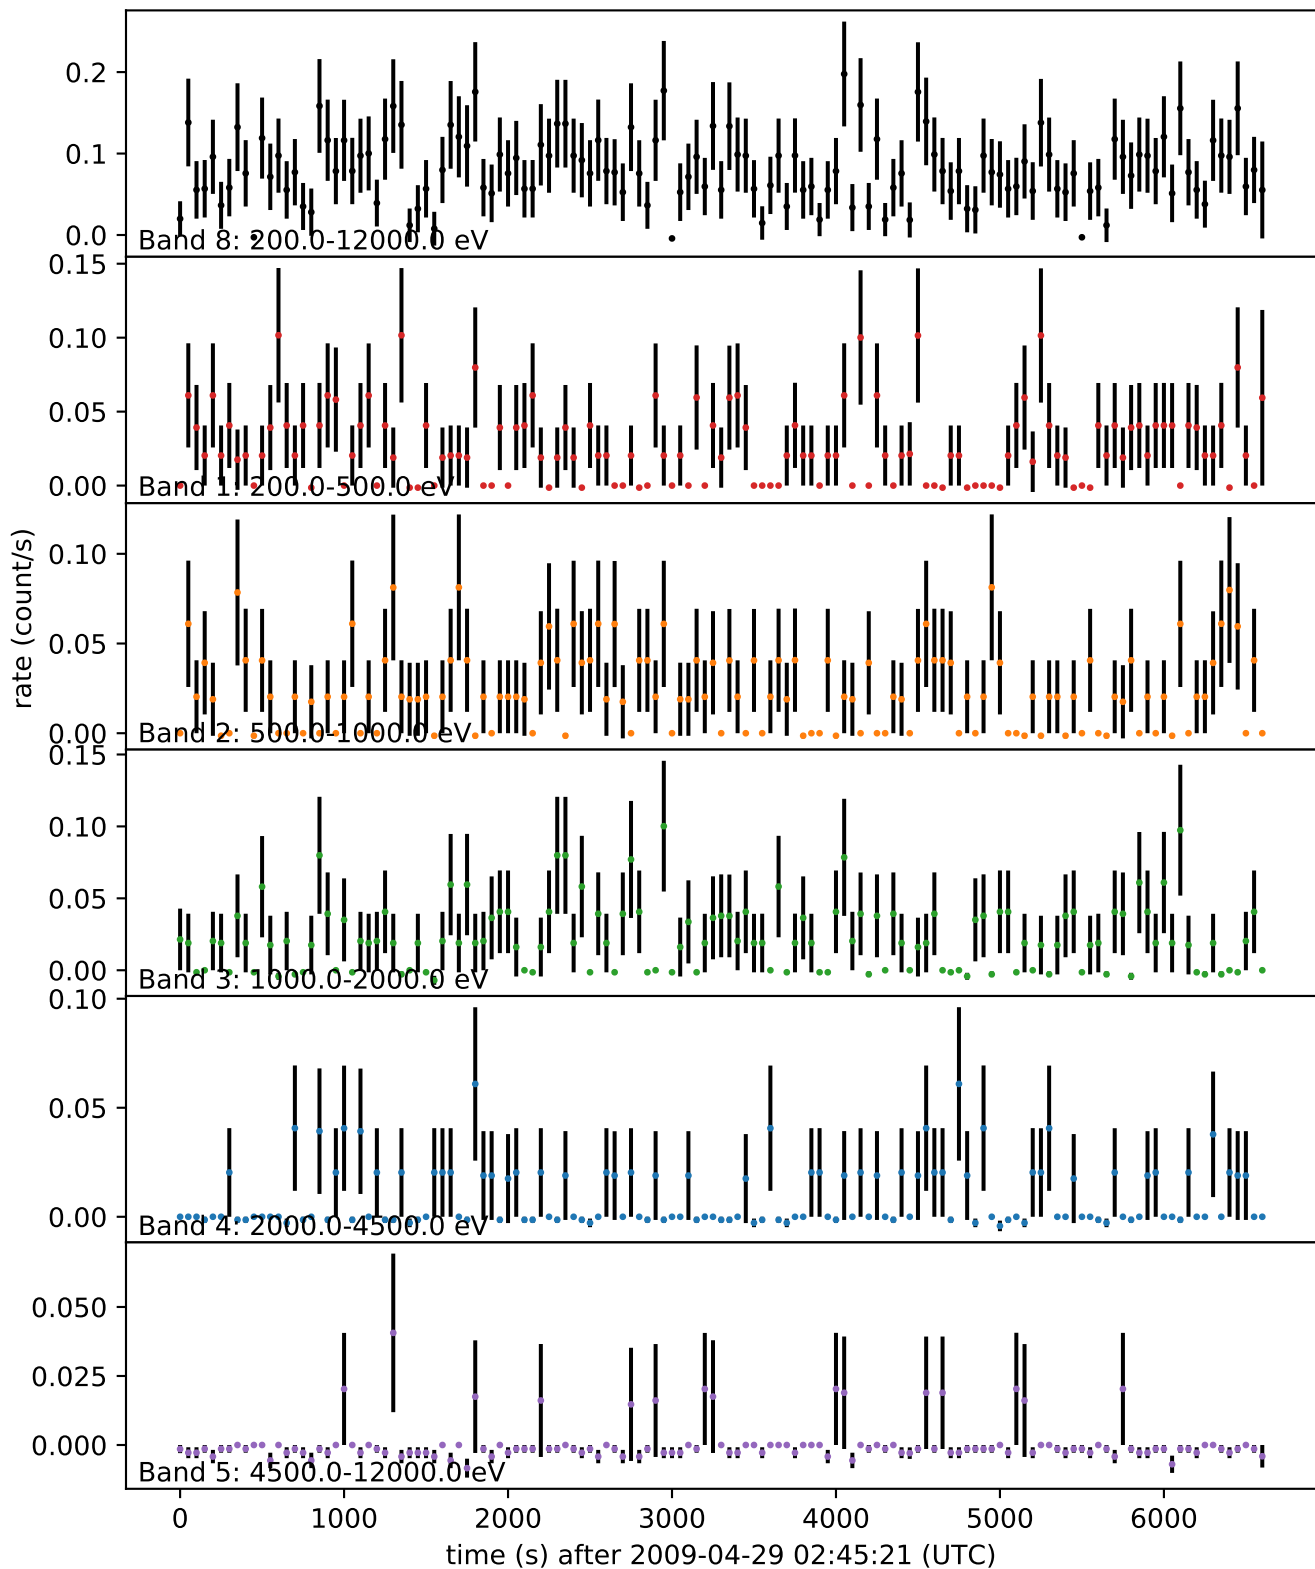 0.2
0.1
0.0
Band 8: 200.0-12000.0 eV
0.15
0.10
0.05
0.00
Band 1: 200.0-500.0 eV
rate (count/s)
0.10
0.05
0.00
Band 2: 500.0-1000.0 eV
0.15
0.10
0.05
0.00
Band 3: 1000.0-2000.0 eV
0.10
0.05
0.00
Band 4: 2000.0-4500.0 eV
0.050
0.025
0.000
Band 5: 4500.0-12000.0 eV
0 1000 2000 3000 4000 5000 6000
time (s) after 2009-04-29 02:45:21 (UTC)